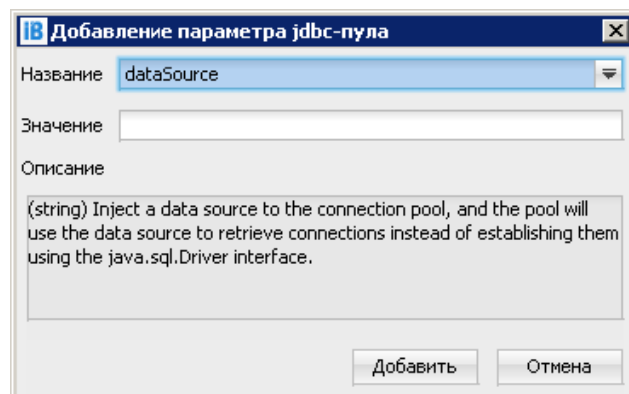 iB Добавление параметра jdbc-пула
Название dataSource
Значение
Описание
(string) Inject a data source to the connection pool, and the pool will
use the data source to retrieve connections instead of establishing them
using the java.sql.Driver interface.
Добавить Отмена